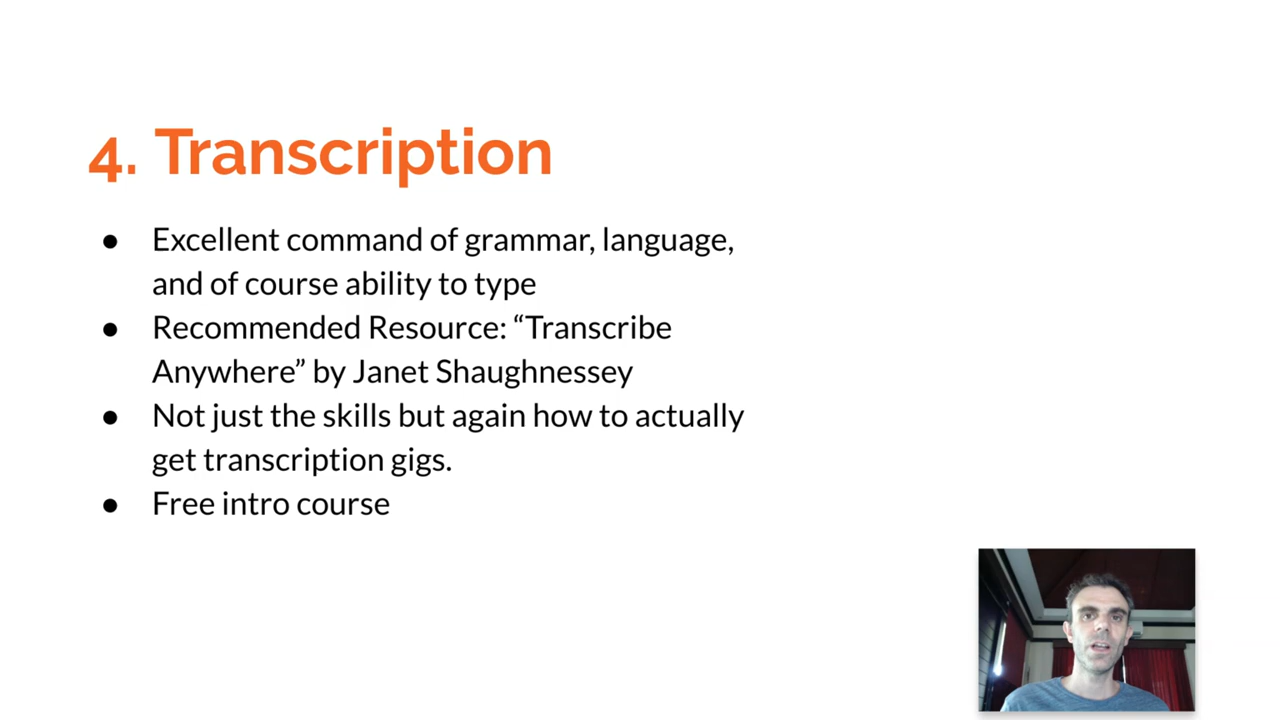 4. Transcription
● Excellent command of grammar, language,
and of course ability to type
● Recommended Resource: “Transcribe
Anywhere” by Janet Shaughnessey
● Not just the skills but again how to actually
get transcription gigs.
● Free intro course